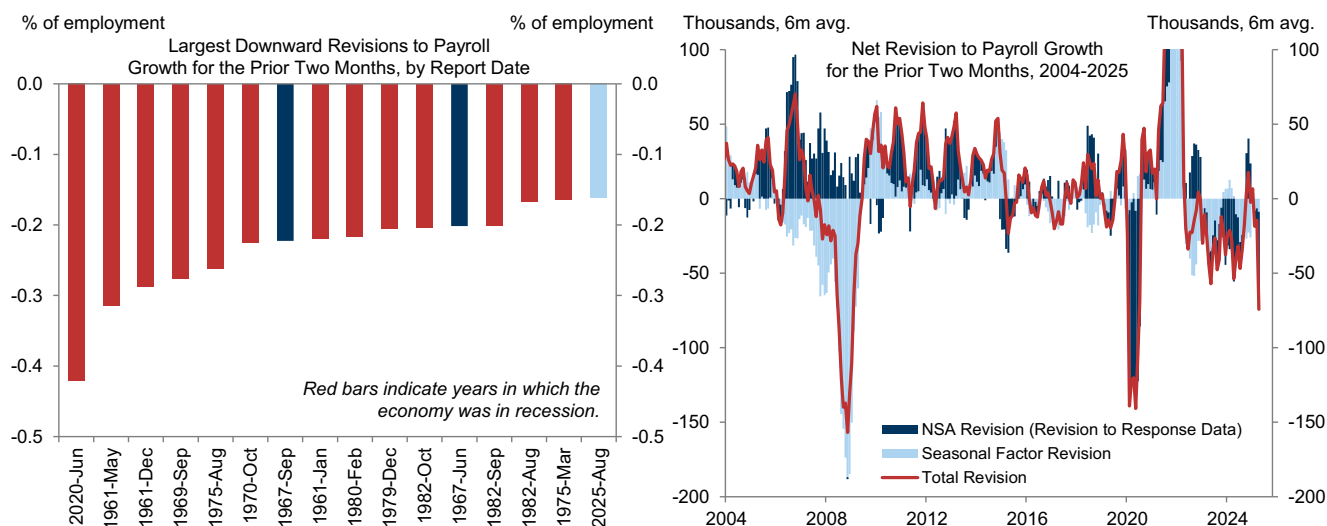 % of employment
% of employment
Largest Downward Revisions to Payroll
Growth for the Prior Two Months, by Report Date
0.0
-0.1
-0.2
-0.3
-0.4
-0.5
0.0
-0.1
-0.2
-0.3
-0.4
-0.5
Red bars indicate years in which the
economy was in recession.
2020-Jun
1961-May
1961-Dec
1969-Sep
1975-Aug
1970-Oct
1967-Sep
1961-Jan
1980-Feb
1979-Dec
1982-Oct
1967-Jun
1982-Sep
1982-Aug
1975-Mar
2025-Aug
Thousands, 6m avg.
Thousands, 6m avg.
Net Revision to Payroll Growth
for the Prior Two Months, 2004-2025
100
50
0
-50
-100
-150
-200
100
50
0
-50
-100
-150
-200
NSA Revision (Revision to Response Data)
Seasonal Factor Revision
Total Revision
2004
2008
2012
2016
2020
2024